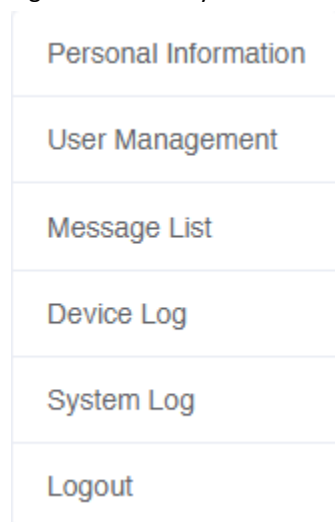 Personal Information
User Management
Message List
Device Log
System Log
Logout